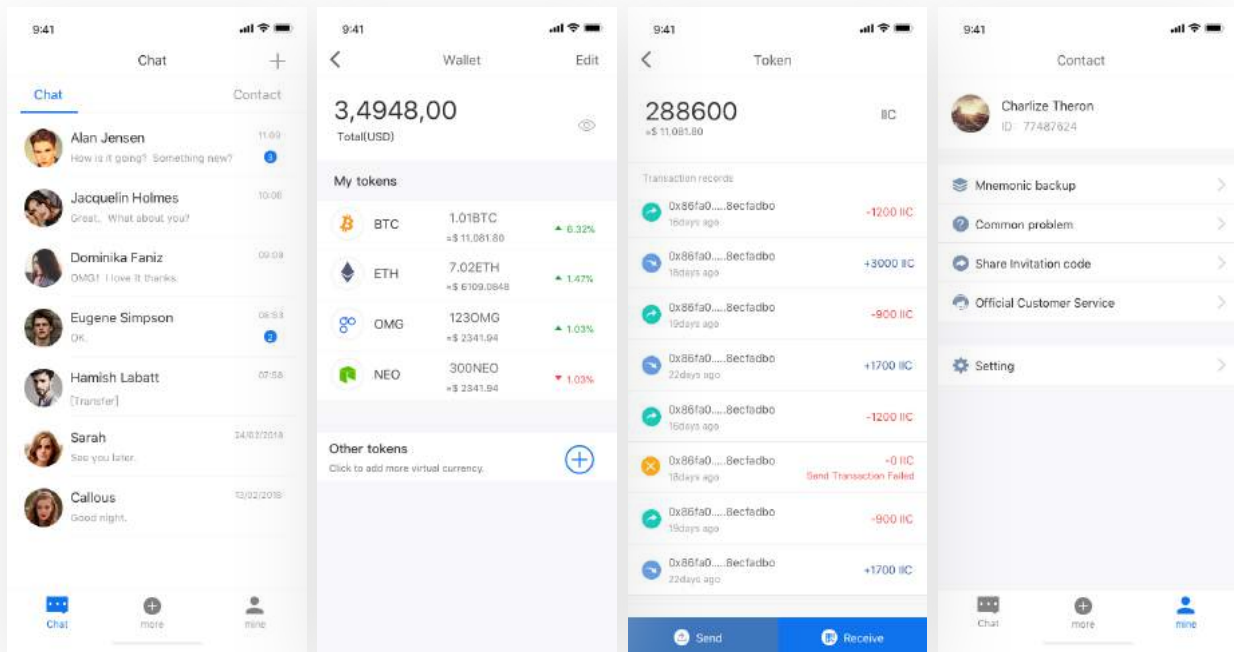 9:41
Chat
Chat Contact
Alan Jensen 11:09
How is it going? Something new? 3
Jacquelin Holmes 10:06
Great. What about you?
Dominika Faniz 09:09
OMG! I love it thanks.
Eugene Simpson 08:53
OK. 2
Hamish Labatt 07:58
[Transfer]
Sarah 24/02/2018
See you later.
Callous 13/02/2018
Good night.
Chat more mine
9:41
Wallet Edit
3,4948,00
Total(USD)
My tokens
BTC 1.01BTC
≈$ 11,081.80 6.32%
ETH 7.02ETH
≈$ 6109.0848 1.47%
OMG 123OMG
≈$ 2341.94 1.03%
NEO 300NEO
≈$ 2341.94 1.03%
Other tokens
Click to add more virtual currency.
9:41
Token
288600 IIC
≈$ 11,081.80
Transaction records
0x86fa0.....8ecfadbo -1200 IIC
16days ago
0x86fa0.....8ecfadbo +3000 IIC
18days ago
0x86fa0.....8ecfadbo -900 IIC
19days ago
0x86fa0.....8ecfadbo +1700 IIC
22days ago
0x86fa0.....8ecfadbo -1200 IIC
16days ago
0x86fa0.....8ecfadbo -0 IIC
18days ago Send Transaction Failed
0x86fa0.....8ecfadbo -900 IIC
19days ago
0x86fa0.....8ecfadbo +1700 IIC
22days ago
Send Receive
9:41
Contact
Charlize Theron
ID: 77487624
Mnemonic backup
Common problem
Share Invitation code
Official Customer Service
Setting
Chat more mine